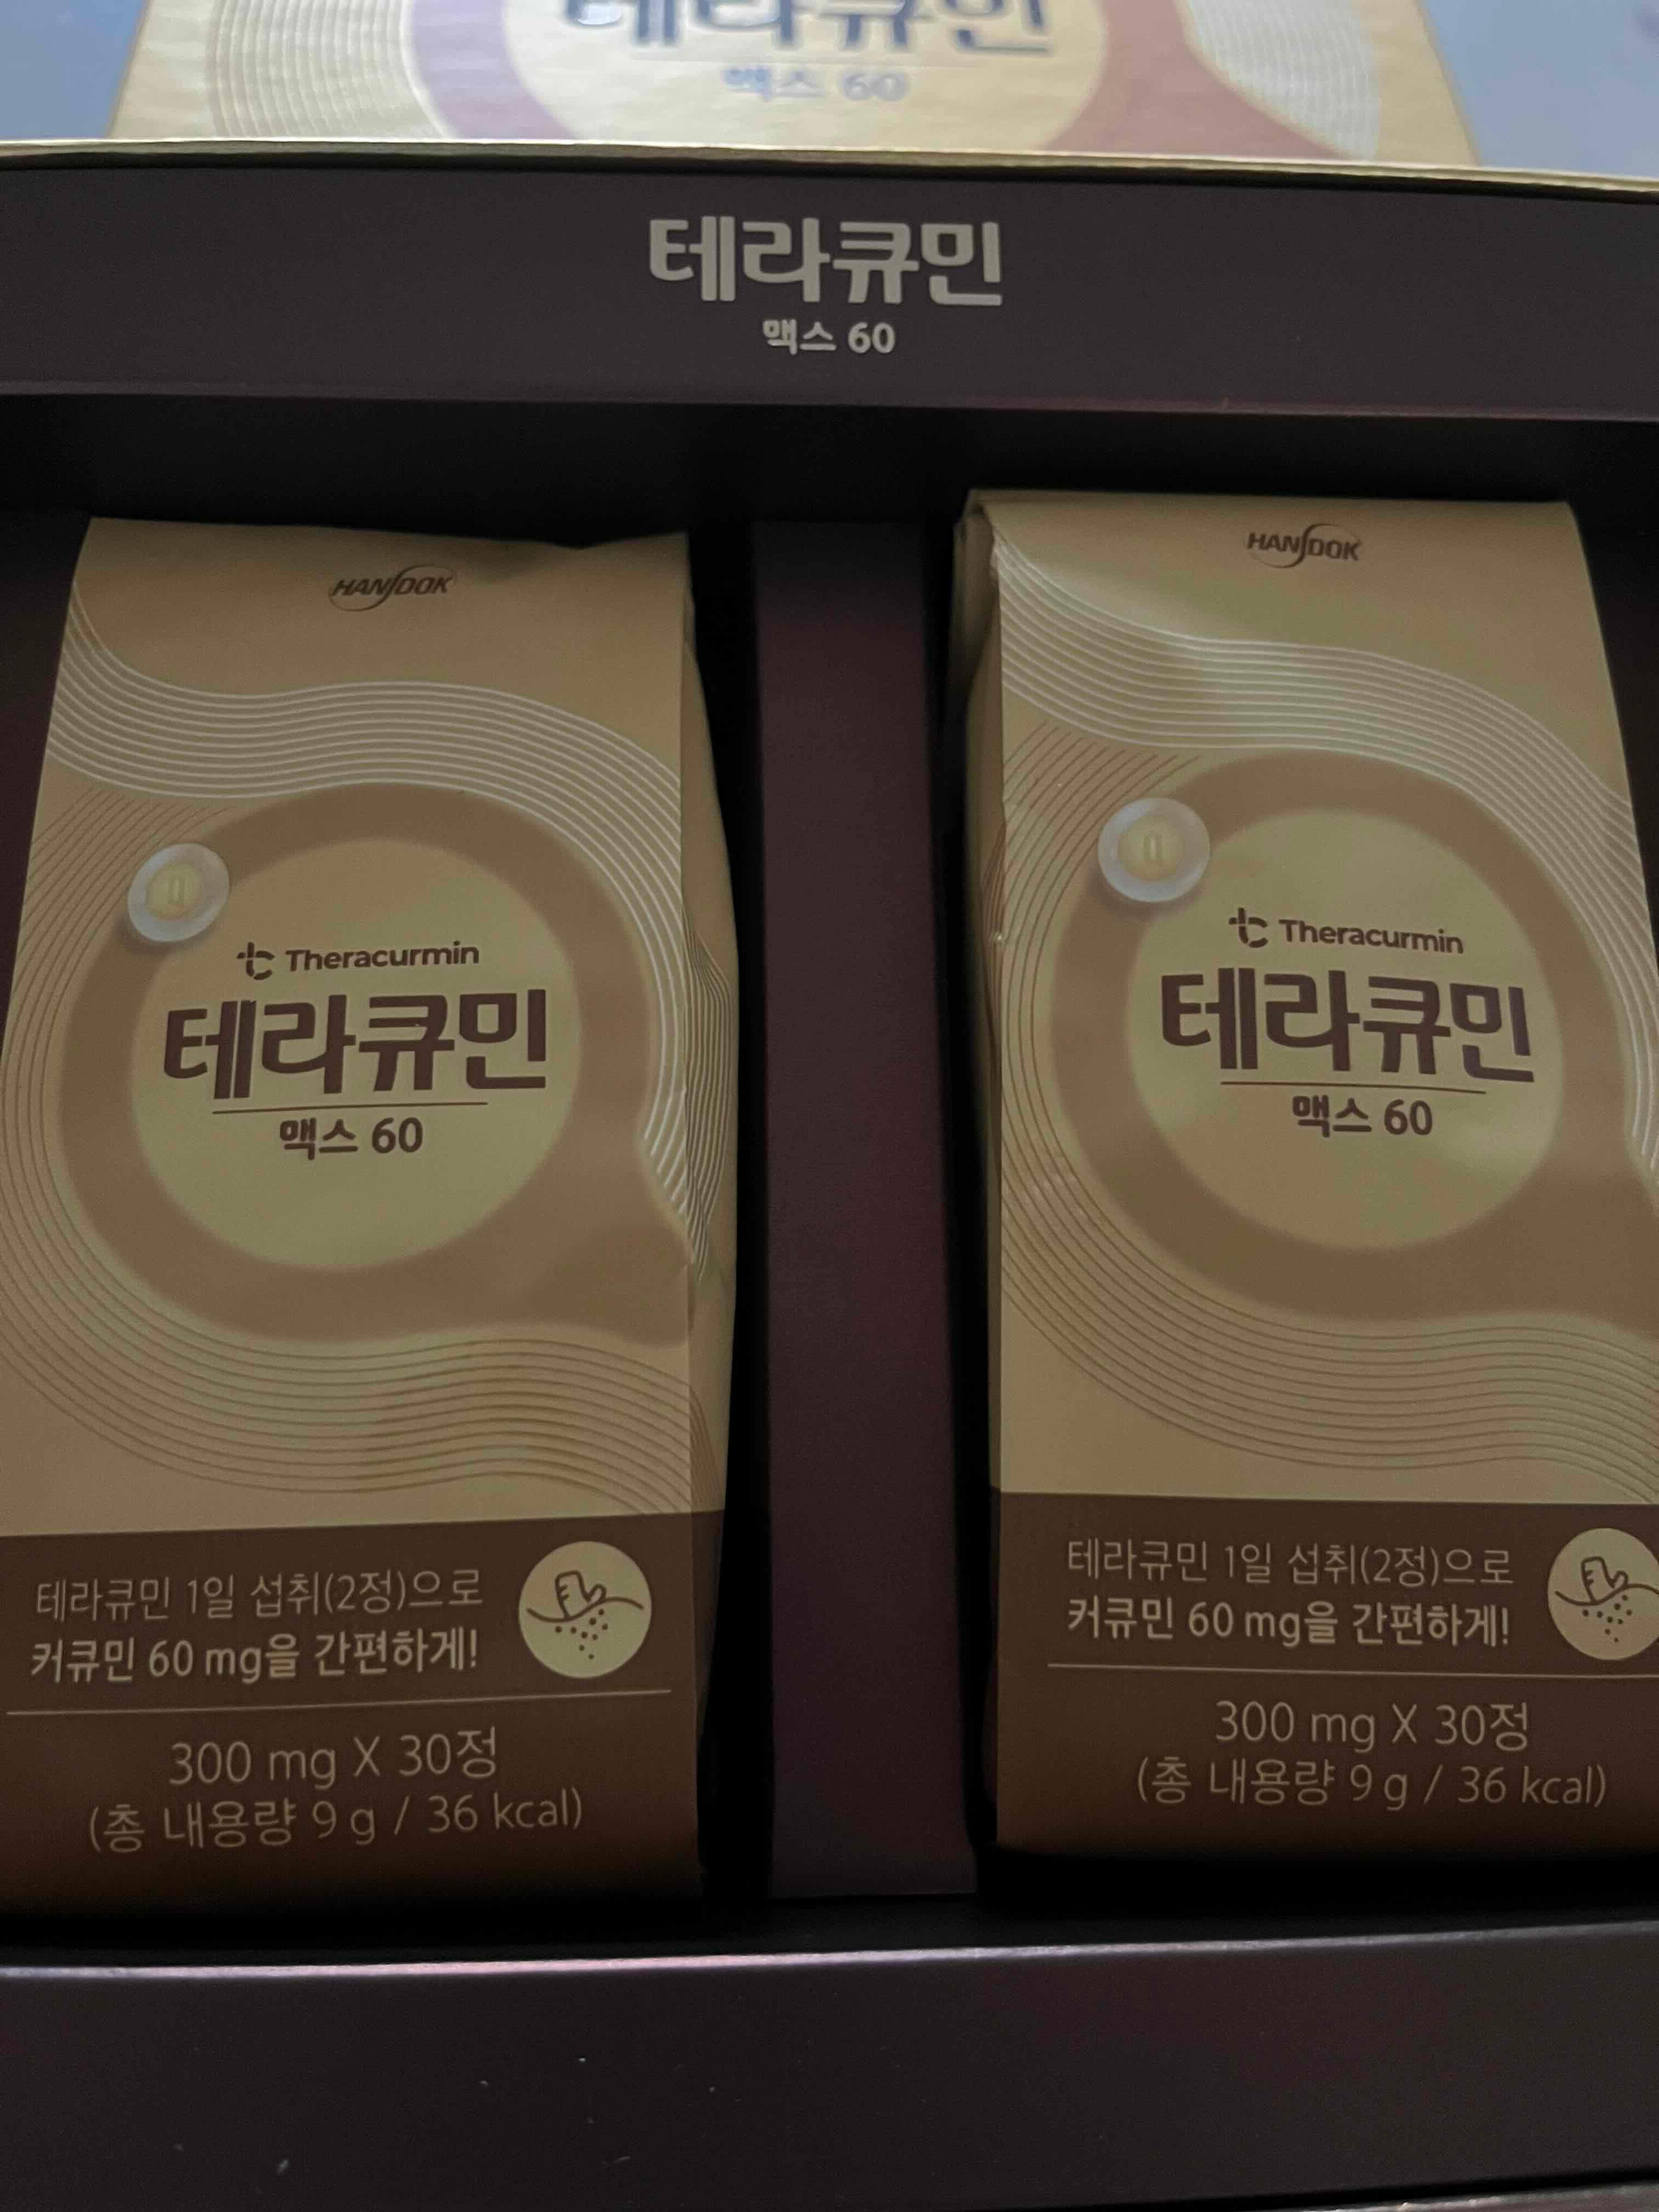 테라큐민
맥스 60
테라큐민
맥스 60
HANDOK
Theracurmin
테라큐민
맥스 60
테라큐민 1일 섭취(2정)으로
커큐민 60 mg을 간편하게!
300 mg X 30정
(총 내용량 9 g / 36 kcal)
HANDOK
Theracurmin
테라큐민
맥스 60
테라큐민 1일 섭취(2정)으로
커큐민 60 mg을 간편하게!
300 mg X 30정
(총 내용량 9 g / 36 kcal)